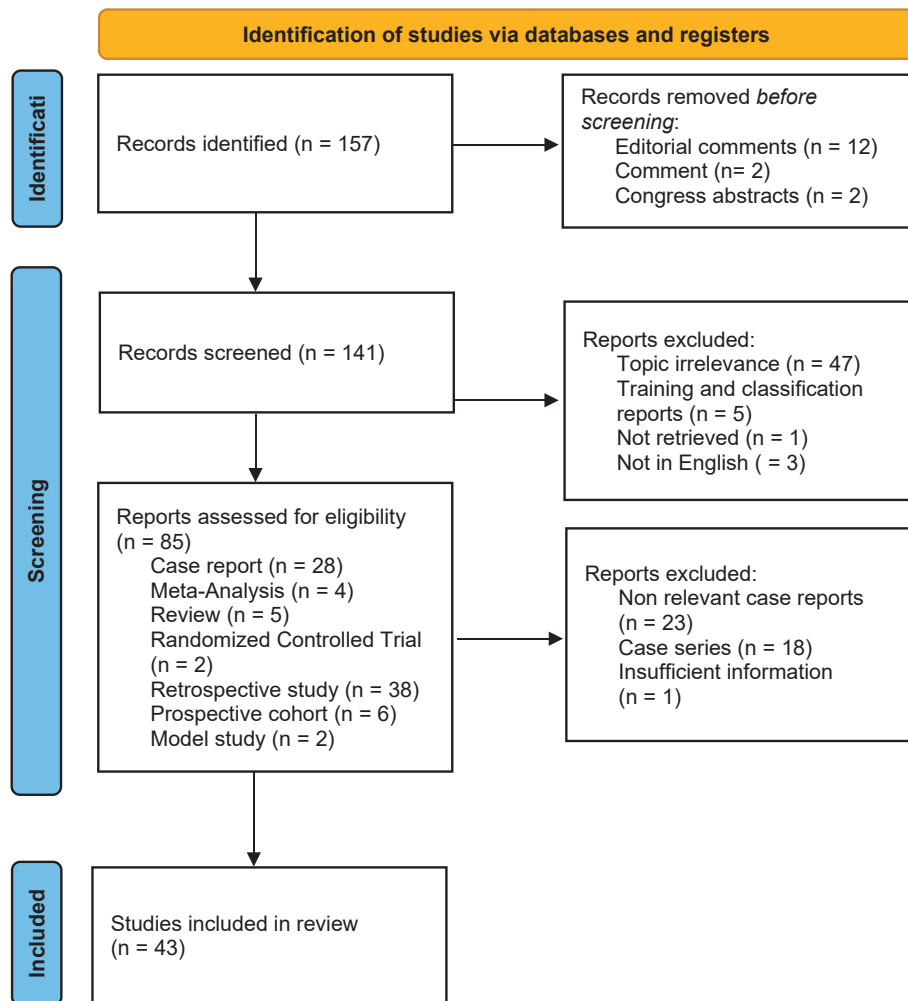 Identification of studies via databases and registers
Identificati
Records identified (n = 157)
Records removed before
screening:
Editorial comments (n = 12)
Comment (n= 2)
Congress abstracts (n = 2)
Screening
Records screened (n = 141)
Reports excluded:
Topic irrelevance (n = 47)
Training and classification
reports (n = 5)
Not retrieved (n = 1)
Not in English ( = 3)
Reports assessed for eligibility
(n = 85)
Case report (n = 28)
Meta-Analysis (n = 4)
Review (n = 5)
Randomized Controlled Trial
(n = 2)
Retrospective study (n = 38)
Prospective cohort (n = 6)
Model study (n = 2)
Reports excluded:
Non relevant case reports
(n = 23)
Case series (n = 18)
Insufficient information
(n = 1)
Included
Studies included in review
(n = 43)